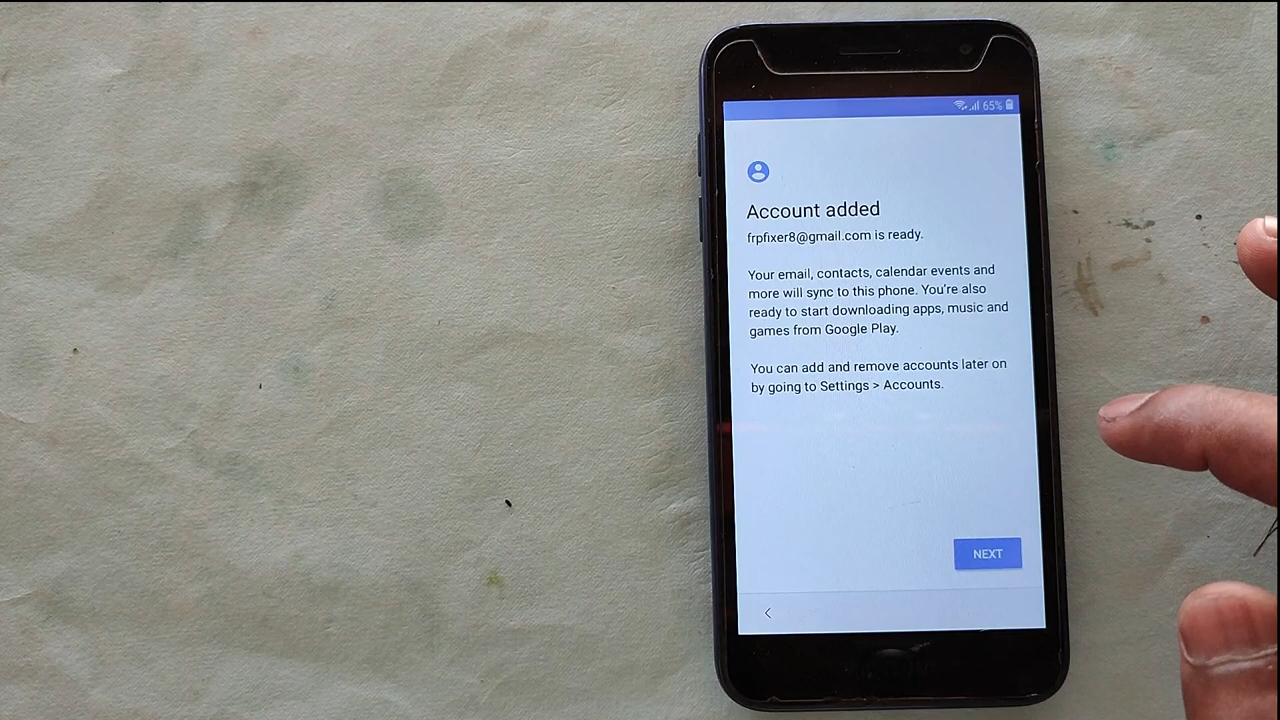 65%
Account added
frpfixer8@gmail.com is ready.
Your email, contacts, calendar events and
more will sync to this phone. You're also
ready to start downloading apps, music and
games from Google Play.
You can add and remove accounts later on
by going to Settings > Accounts.
NEXT